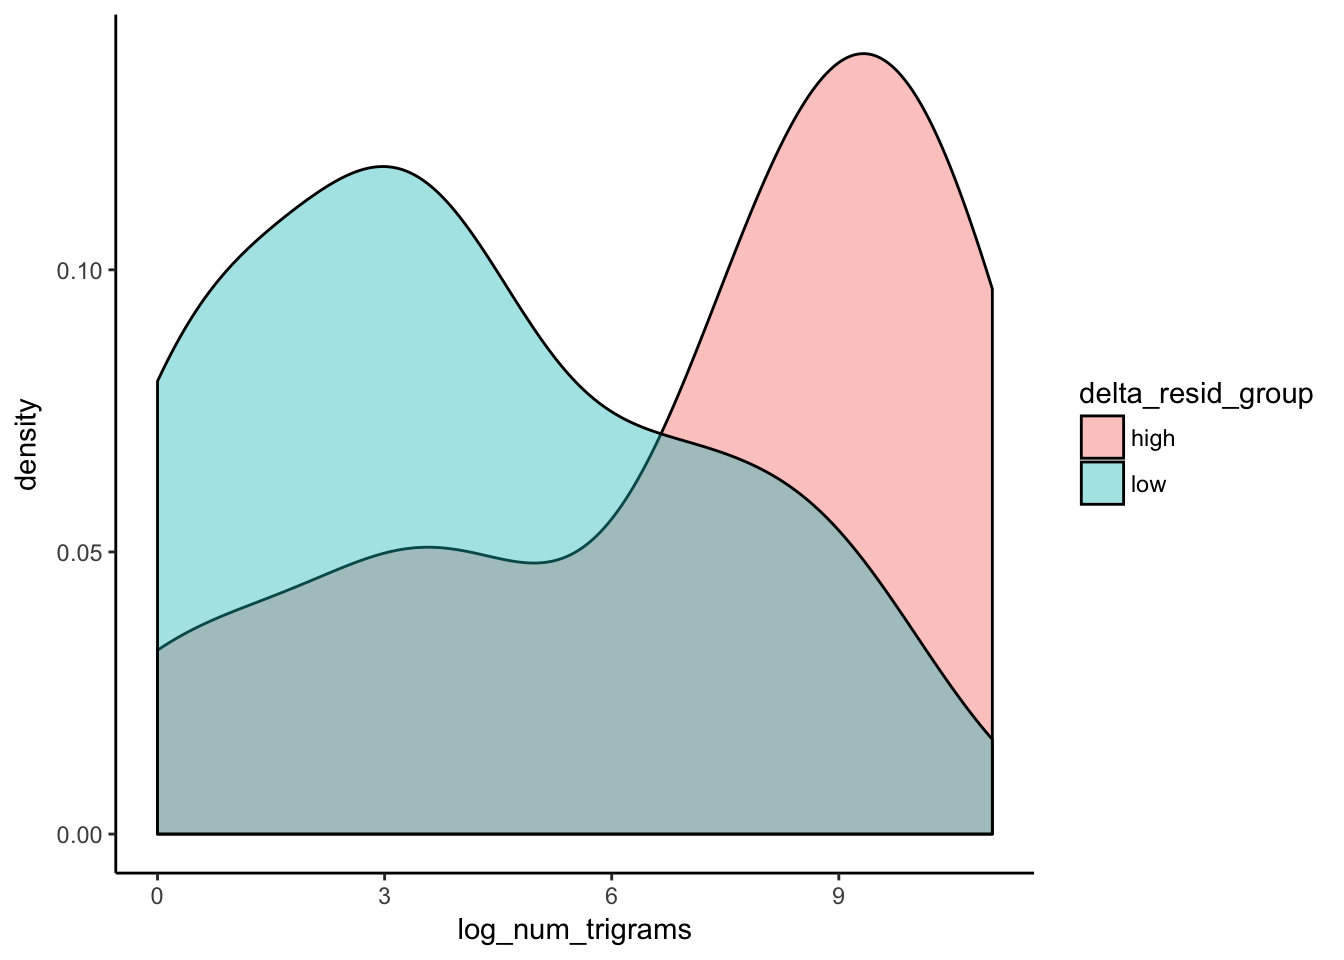 density
0.10
0.05
0.00
0 3 6 9
log_num_trigrams
delta_resid_group
high
low